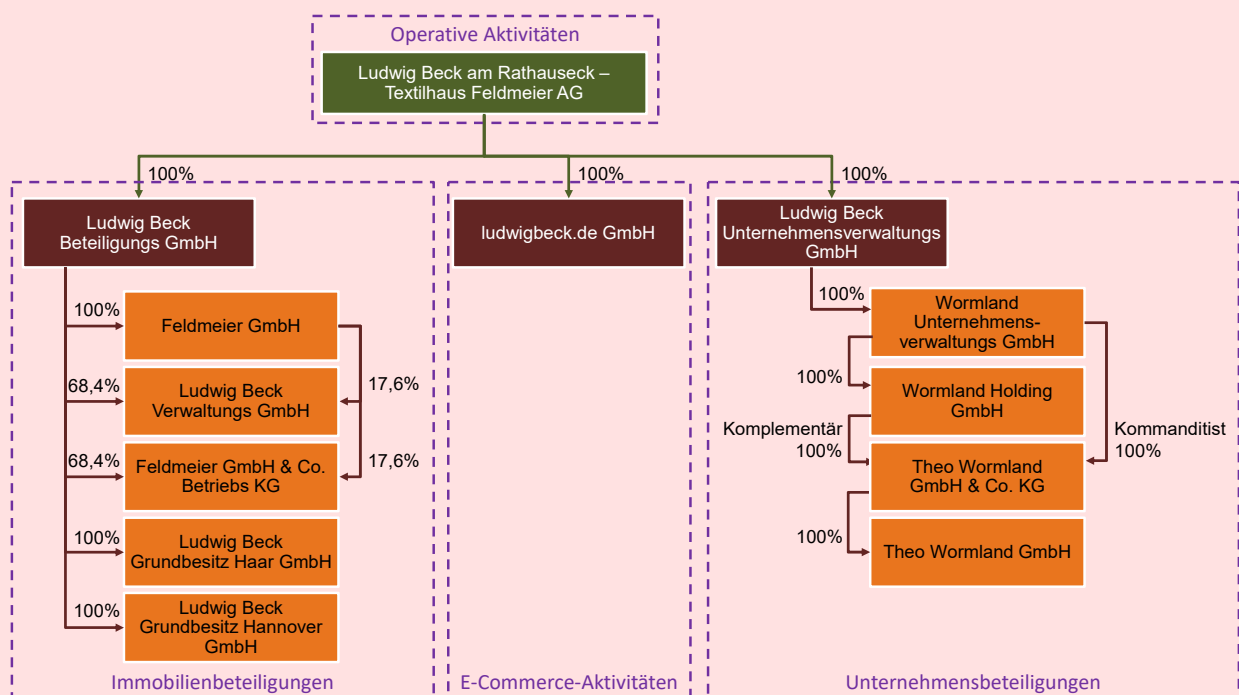 Operative Aktivitäten
Ludwig Beck am Rathauseck –
Textilhaus Feldmeier AG
100%
100%
100%
Ludwig Beck
Beteiligungs GmbH
ludwigbeck.de GmbH
Ludwig Beck
Unternehmensverwaltungs
GmbH
100%
Feldmeier GmbH
68,4%
Ludwig Beck
Verwaltungs GmbH
17,6%
68,4%
Feldmeier GmbH & Co.
Betriebs KG
17,6%
100%
Ludwig Beck
Grundbesitz Haar GmbH
100%
Ludwig Beck
Grundbesitz Hannover
GmbH
100%
Wormland
Unternehmens-
verwaltungs GmbH
100%
Wormland Holding
GmbH
Komplementär
100%
Kommanditist
100%
Theo Wormland
GmbH & Co. KG
100%
Theo Wormland GmbH
Immobilienbeteiligungen
E-Commerce-Aktivitäten
Unternehmensbeteiligungen